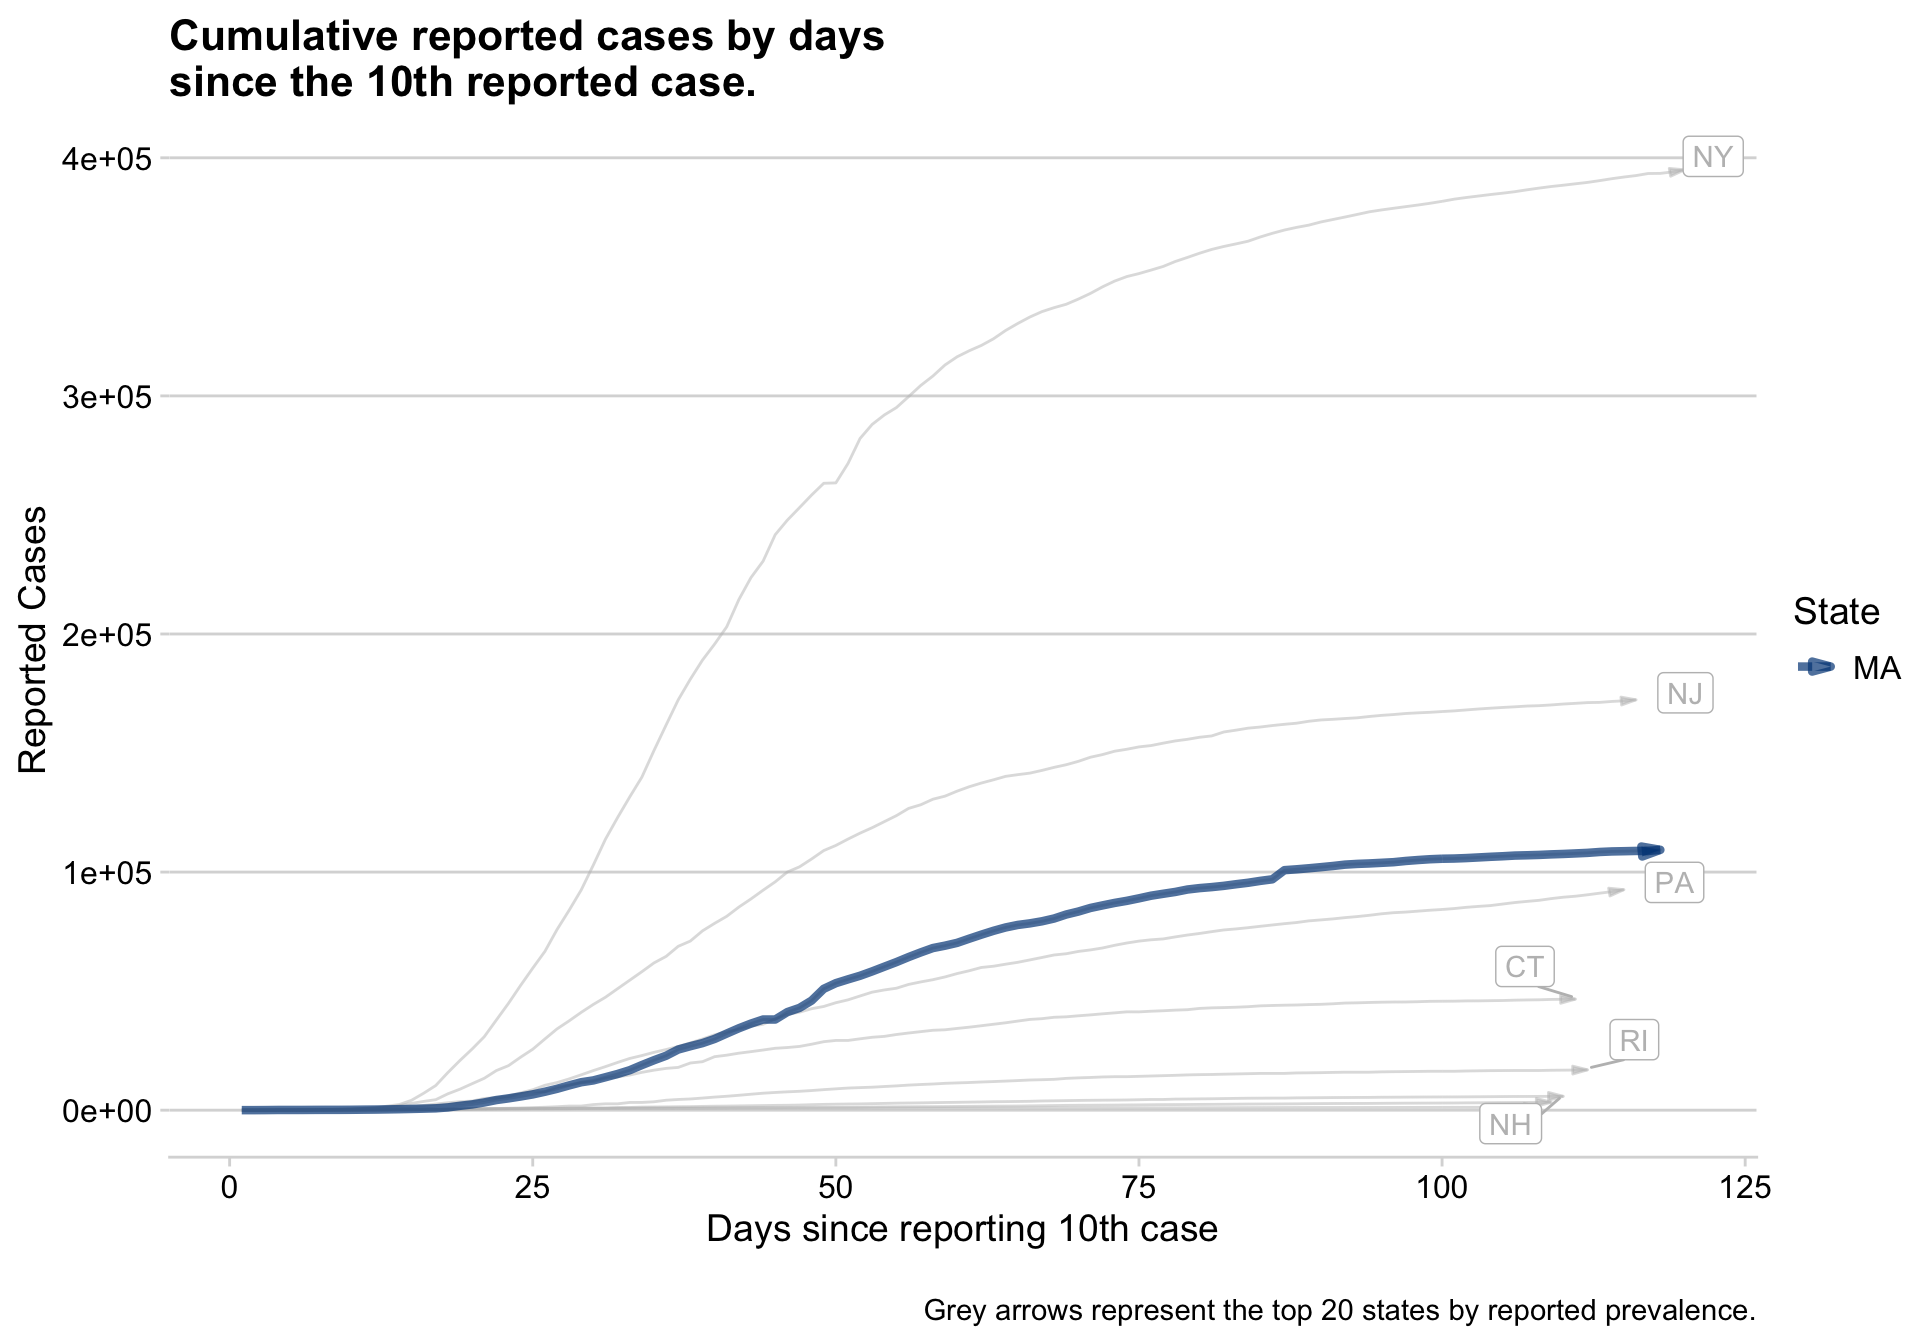 Cumulative reported cases by days
since the 10th reported case.
4e+05
3e+05
2e+05
1e+05
0e+00
Reported Cases
NY
NJ
PA
CT
RI
NH
State
MA
0 25 50 75 100 125
Days since reporting 10th case
Grey arrows represent the top 20 states by reported prevalence.